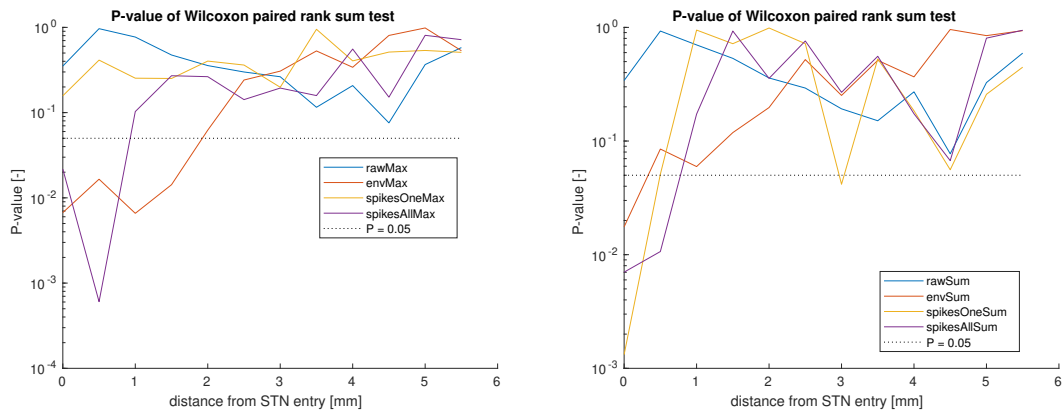 P-value of Wilcoxon paired rank sum test
P-value [-]
10^0
10^-1
10^-2
10^-3
10^-4
rawMax
envMax
spikesOneMax
spikesAllMax
P = 0.05
0 1 2 3 4 5 6
distance from STN entry [mm]
P-value of Wilcoxon paired rank sum test
P-value [-]
10^0
10^-1
10^-2
10^-3
rawSum
envSum
spikesOneSum
spikesAllSum
P = 0.05
0 1 2 3 4 5 6
distance from STN entry [mm]